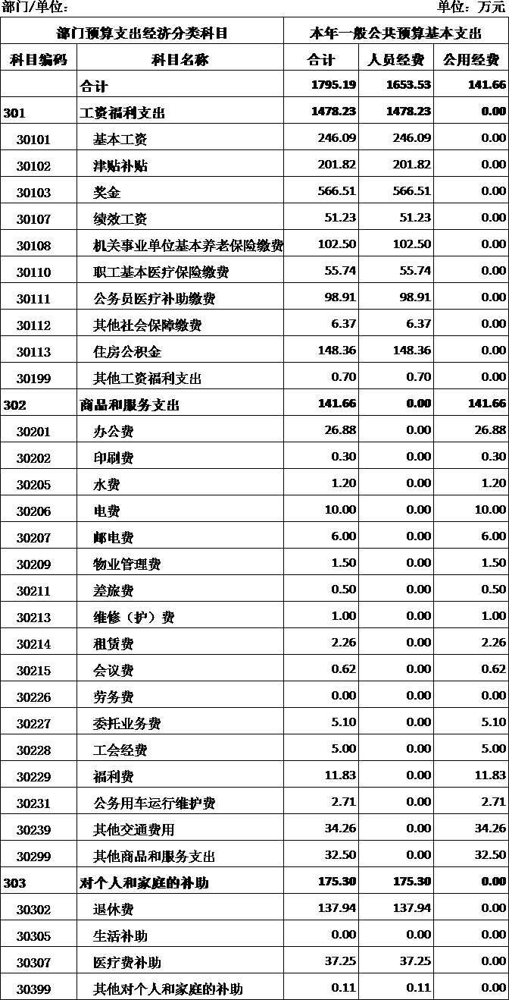 部门/单位： 单位：万元
部门预算支出经济分类科目 本年一般公共预算基本支出
科目编码 科目名称 合计 人员经费 公用经费
合计 1795.19 1653.53 141.66
301 工资福利支出 1478.23 1478.23 0.00
30101 基本工资 246.09 246.09 0.00
30102 津贴补贴 201.82 201.82 0.00
30103 奖金 566.51 566.51 0.00
30107 绩效工资 51.23 51.23 0.00
30108 机关事业单位基本养老保险缴费 102.50 102.50 0.00
30110 职工基本医疗保险缴费 55.74 55.74 0.00
30111 公务员医疗补助缴费 98.91 98.91 0.00
30112 其他社会保障缴费 6.37 6.37 0.00
30113 住房公积金 148.36 148.36 0.00
30199 其他工资福利支出 0.70 0.70 0.00
302 商品和服务支出 141.66 0.00 141.66
30201 办公费 26.88 0.00 26.88
30202 印刷费 0.30 0.00 0.30
30205 水费 1.20 0.00 1.20
30206 电费 10.00 0.00 10.00
30207 邮电费 6.00 0.00 6.00
30209 物业管理费 1.50 0.00 1.50
30211 差旅费 0.50 0.00 0.50
30213 维修（护）费 1.00 0.00 1.00
30214 租赁费 2.26 0.00 2.26
30215 会议费 0.62 0.00 0.62
30226 劳务费 0.00 0.00 0.00
30227 委托业务费 5.10 0.00 5.10
30228 工会经费 5.00 0.00 5.00
30229 福利费 11.83 0.00 11.83
30231 公务用车运行维护费 2.71 0.00 2.71
30239 其他交通费用 34.26 0.00 34.26
30299 其他商品和服务支出 32.50 0.00 32.50
303 对个人和家庭的补助 175.30 175.30 0.00
30302 退休费 137.94 137.94 0.00
30305 生活补助 0.00 0.00 0.00
30307 医疗费补助 37.25 37.25 0.00
30399 其他对个人和家庭的补助 0.11 0.11 0.00